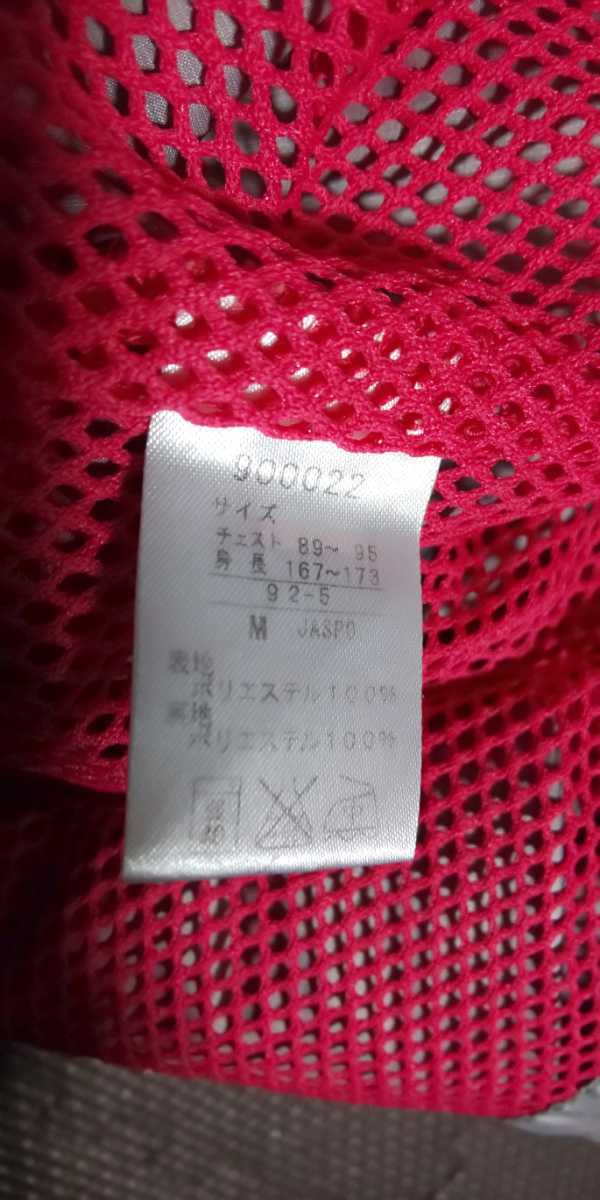 900022
サイズ
チェスト 89～ 95
身 長 167～173
92-5
M JASPO
表地
ポリエステル100%
裏地
ポリエステル100%